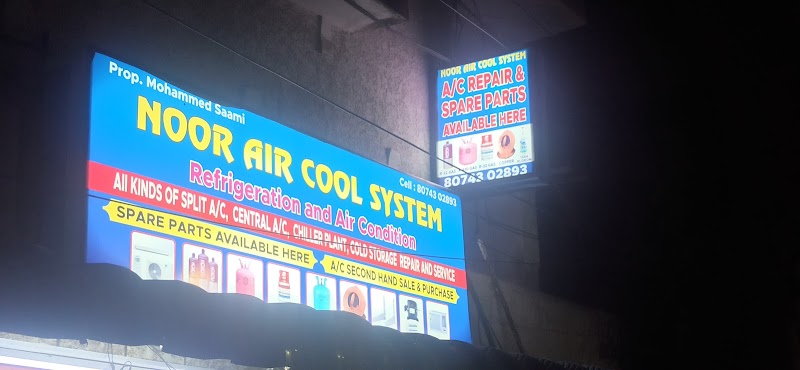 Prop. Mohammed Saami
NOOR AIR COOL SYSTEM
Cell : 80743 02893
Refrigeration and Air Condition
All KINDS OF SPLIT A/C, CENTRAL A/C, CHILLER PLANT, COLD STORAGE REPAIR AND SERVICE
SPARE PARTS AVAILABLE HERE
A/C SECOND HAND SALE & PURCHASE
NOOR AIR COOL SYSTEM
A/C REPAIR &
SPARE PARTS
AVAILABLE HERE
80743 02893